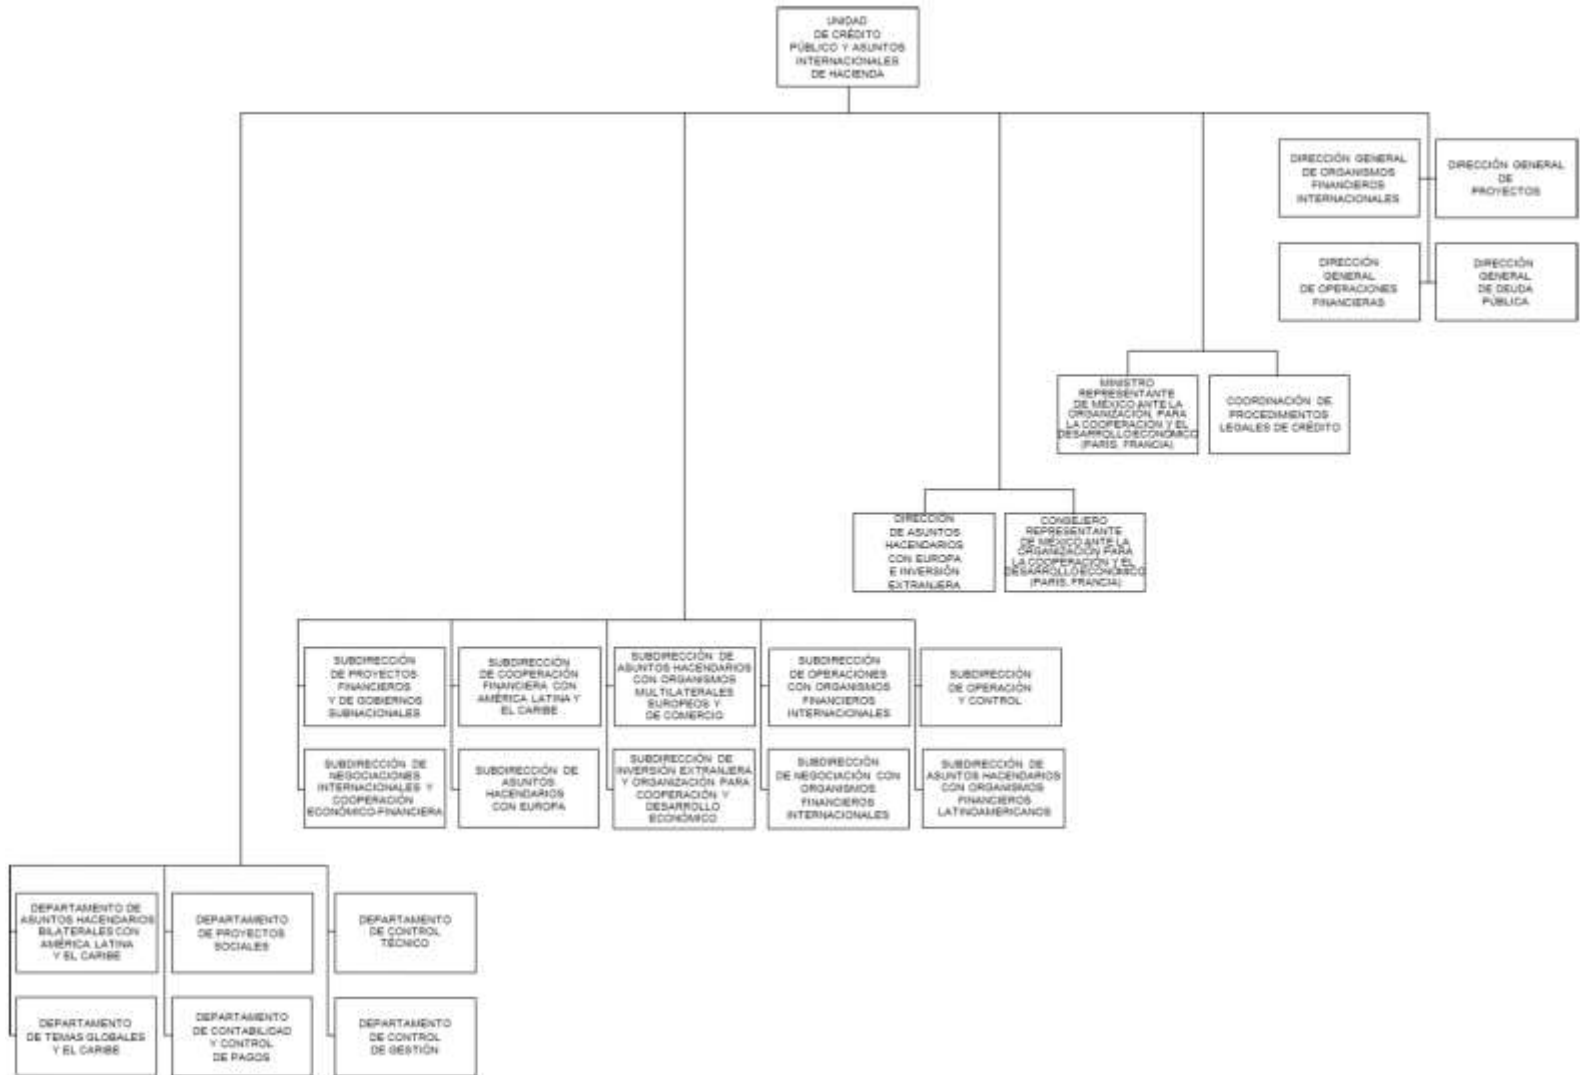 UNIDAD
DE CRÉDITO
PÚBLICO Y ASUNTOS
INTERNACIONALES
DE HACIENDA
DIRECCIÓN GENERAL
DE ORGANISMOS
FINANCIEROS
INTERNACIONALES
DIRECCIÓN GENERAL
DE
PROYECTOS
DIRECCIÓN
GENERAL
DE OPERACIONES
FINANCIERAS
DIRECCIÓN
GENERAL
DE DEUDA
PÚBLICA
MINISTRO
REPRESENTANTE
DE MÉXICO ANTE LA
ORGANIZACIÓN, PARA
LA COOPERACIÓN Y EL
DESARROLLO ECONÓMICO
(PARÍS, FRANCIA)
COORDINACIÓN DE
PROCEDIMIENTOS
LEGALES DE CRÉDITO
DIRECCIÓN
DE ASUNTOS
HACENDARIOS
CON EUROPA
E INVERSIÓN
EXTRANJERA
CONSEJERO
REPRESENTANTE
DE MÉXICO ANTE LA
ORGANIZACIÓN PARA
LA COOPERACIÓN Y EL
DESARROLLO ECONÓMICO
(PARÍS, FRANCIA)
SUBDIRECCIÓN
DE PROYECTOS
FINANCIEROS
Y DE GOBIERNOS
SUBNACIONALES
SUBDIRECCIÓN
DE COOPERACIÓN
FINANCIERA CON
AMÉRICA LATINA Y
EL CARIBE
SUBDIRECCIÓN DE
ASUNTOS HACENDARIOS
CON ORGANISMOS
MULTILATERALES
EUROPEOS Y
DE COMERCIO
SUBDIRECCIÓN
DE OPERACIONES
CON ORGANISMOS
FINANCIEROS
INTERNACIONALES
SUBDIRECCIÓN
DE OPERACIÓN
Y CONTROL
SUBDIRECCIÓN DE
NEGOCIACIONES
INTERNACIONALES Y
COOPERACIÓN
ECONÓMICO-FINANCIERA
SUBDIRECCIÓN DE
ASUNTOS
HACENDARIOS
CON EUROPA
SUBDIRECCIÓN DE
INVERSIÓN EXTRANJERA
Y ORGANIZACIÓN PARA
COOPERACIÓN Y
DESARROLLO
ECONÓMICO
SUBDIRECCIÓN
DE NEGOCIACIÓN CON
ORGANISMOS
FINANCIEROS
INTERNACIONALES
SUBDIRECCIÓN DE
ASUNTOS HACENDARIOS
CON ORGANISMOS
FINANCIEROS
LATINOAMERICANOS
DEPARTAMENTO DE
ASUNTOS HACENDARIOS
BILATERALES CON
AMÉRICA LATINA
Y EL CARIBE
DEPARTAMENTO
DE PROYECTOS
SOCIALES
DEPARTAMENTO
DE CONTROL
TÉCNICO
DEPARTAMENTO
DE TEMAS GLOBALES
Y EL CARIBE
DEPARTAMENTO
DE CONTABILIDAD
Y CONTROL
DE PAGOS
DEPARTAMENTO
DE CONTROL
DE GESTIÓN